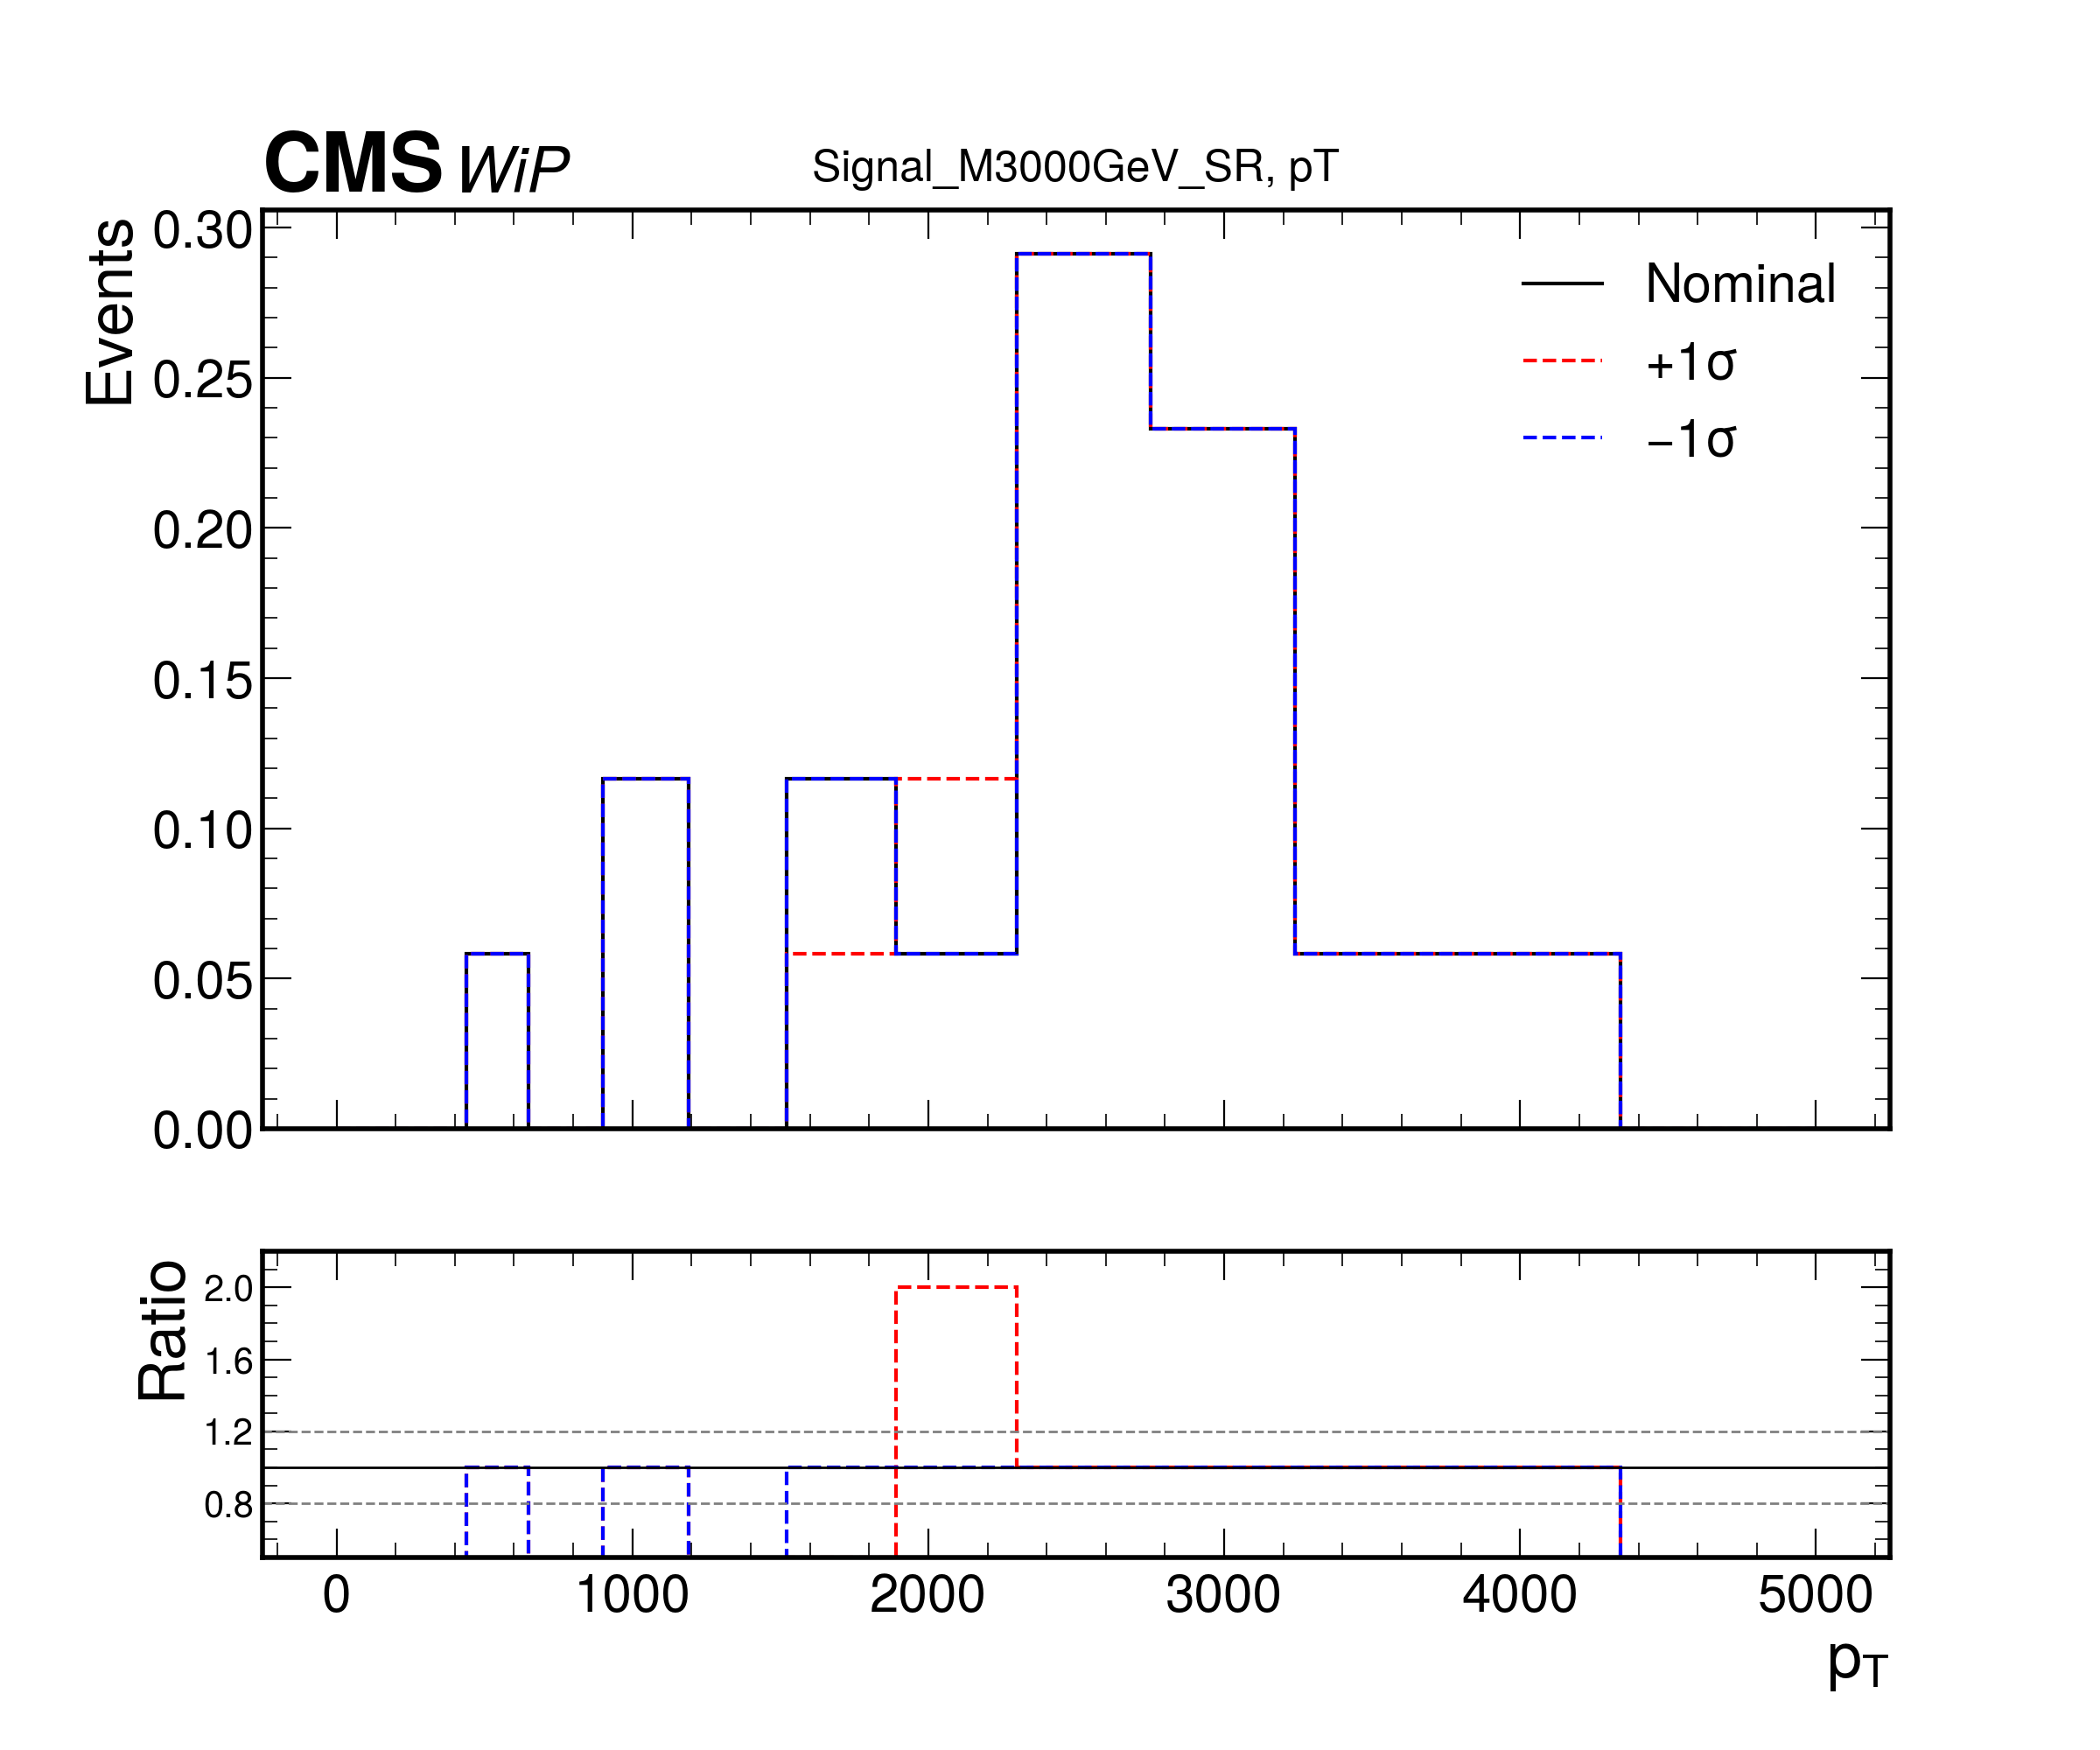 CMS WiP
Signal_M3000GeV_SR, pT
Events
0.30
0.25
0.20
0.15
0.10
0.05
0.00
Nominal
+1σ
−1σ
Ratio
2.0
1.6
1.2
0.8
0 1000 2000 3000 4000 5000
pT